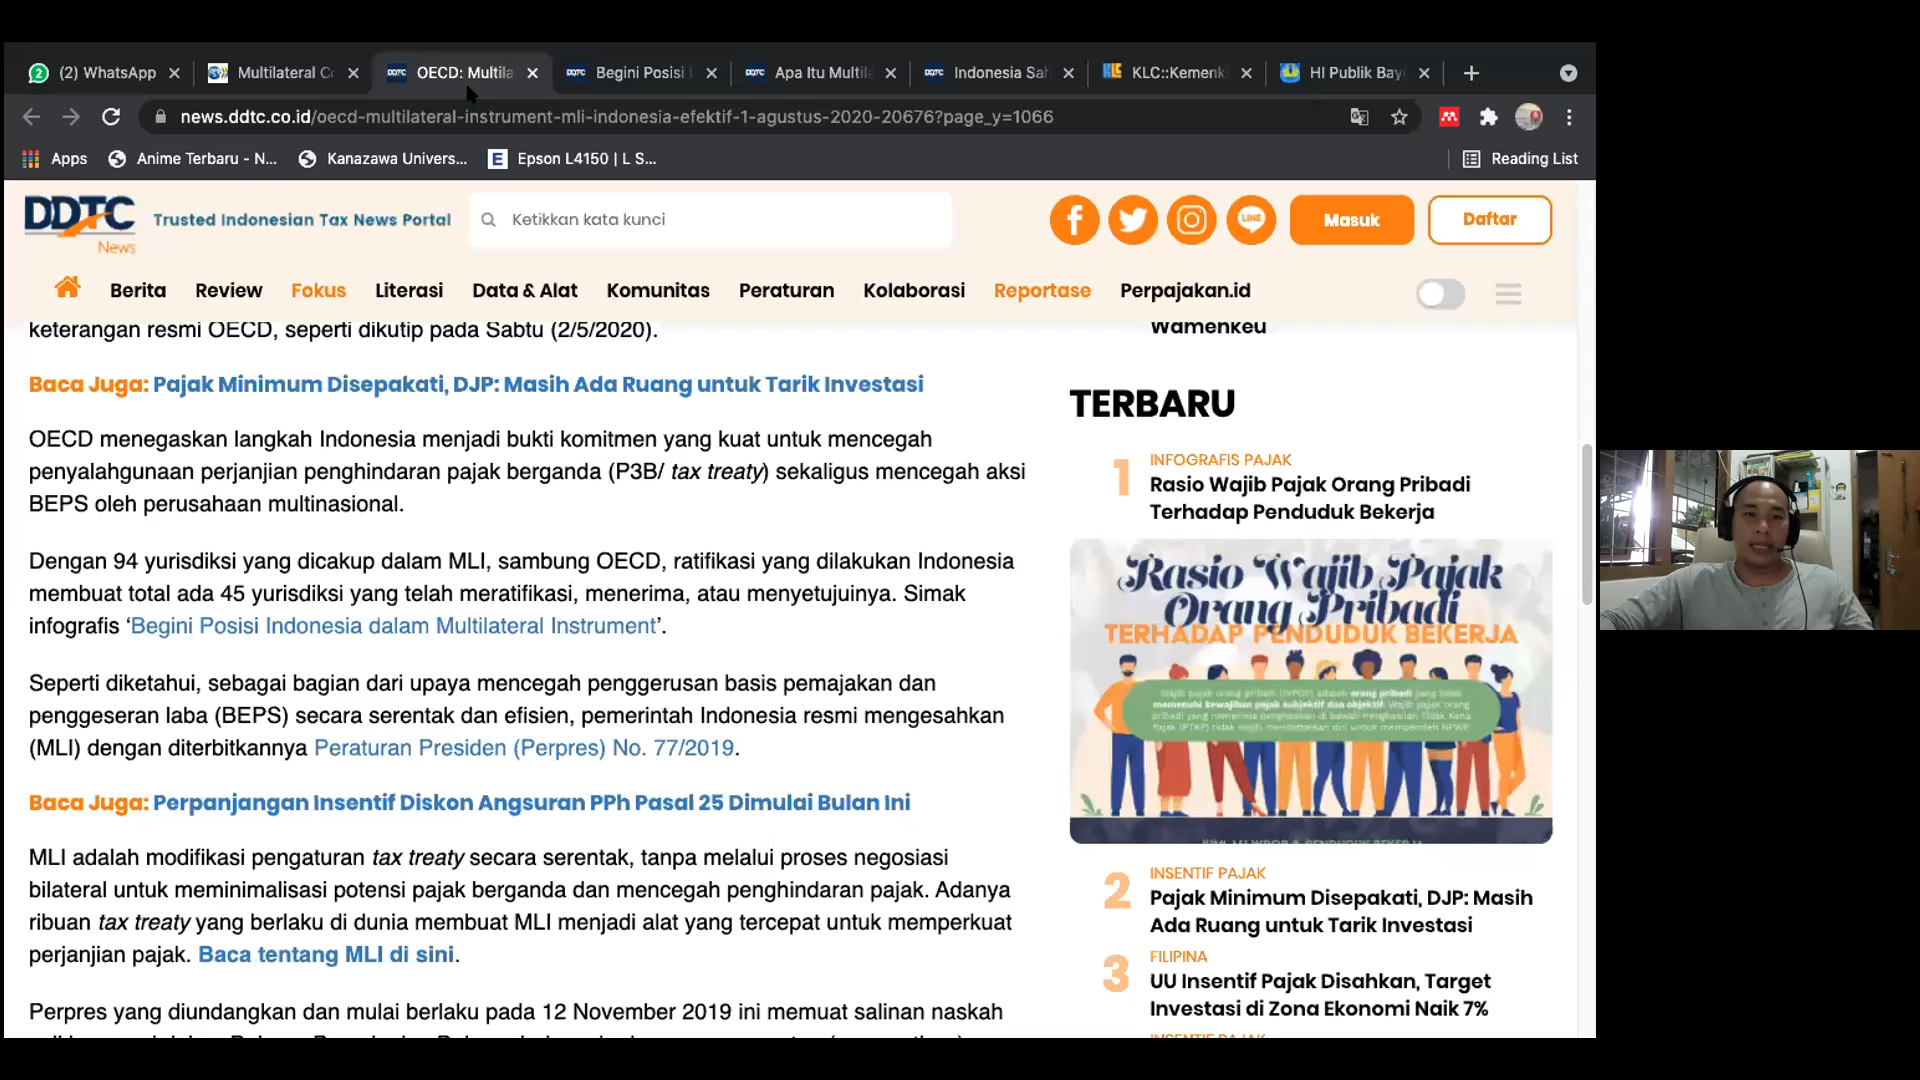 (2) WhatsApp
Multilateral Co
OECD: Multila
Begini Posisi I
Apa Itu Multila
Indonesia Sah
KLC::Kemenk
HI Publik Bay
news.ddtc.co.id/oecd-multilateral-instrument-mli-indonesia-efektif-1-agustus-2020-20676?page_y=1066
Apps
Anime Terbaru - N...
Kanazawa Univers...
Epson L4150 | L S...
Reading List
DDTC
News
Trusted Indonesian Tax News Portal
Ketikkan kata kunci
LINE
Masuk
Daftar
Berita
Review
Fokus
Literasi
Data & Alat
Komunitas
Peraturan
Kolaborasi
Reportase
Perpajakan.id
keterangan resmi OECD, seperti dikutip pada Sabtu (2/5/2020).
Baca Juga: Pajak Minimum Disepakati, DJP: Masih Ada Ruang untuk Tarik Investasi
OECD menegaskan langkah Indonesia menjadi bukti komitmen yang kuat untuk mencegah
penyalahgunaan perjanjian penghindaran pajak berganda (P3B/ tax treaty) sekaligus mencegah aksi
BEPS oleh perusahaan multinasional.
Dengan 94 yurisdiksi yang dicakup dalam MLI, sambung OECD, ratifikasi yang dilakukan Indonesia
membuat total ada 45 yurisdiksi yang telah meratifikasi, menerima, atau menyetujuinya. Simak
infografis ‘Begini Posisi Indonesia dalam Multilateral Instrument’.
Seperti diketahui, sebagai bagian dari upaya mencegah penggerusan basis pemajakan dan
penggeseran laba (BEPS) secara serentak dan efisien, pemerintah Indonesia resmi mengesahkan
(MLI) dengan diterbitkannya Peraturan Presiden (Perpres) No. 77/2019.
Baca Juga: Perpanjangan Insentif Diskon Angsuran PPh Pasal 25 Dimulai Bulan Ini
MLI adalah modifikasi pengaturan tax treaty secara serentak, tanpa melalui proses negosiasi
bilateral untuk meminimalisasi potensi pajak berganda dan mencegah penghindaran pajak. Adanya
ribuan tax treaty yang berlaku di dunia membuat MLI menjadi alat yang tercepat untuk memperkuat
perjanjian pajak. Baca tentang MLI di sini.
Perpres yang diundangkan dan mulai berlaku pada 12 November 2019 ini memuat salinan naskah
Wamenkeu
TERBARU
1
INFOGRAFIS PAJAK
Rasio Wajib Pajak Orang Pribadi
Terhadap Penduduk Bekerja
Rasio Wajib Pajak
Orang Pribadi
TERHADAP PENDUDUK BEKERJA
2
INSENTIF PAJAK
Pajak Minimum Disepakati, DJP: Masih
Ada Ruang untuk Tarik Investasi
3
FILIPINA
UU Insentif Pajak Disahkan, Target
Investasi di Zona Ekonomi Naik 7%
INSENTIF PAJAK